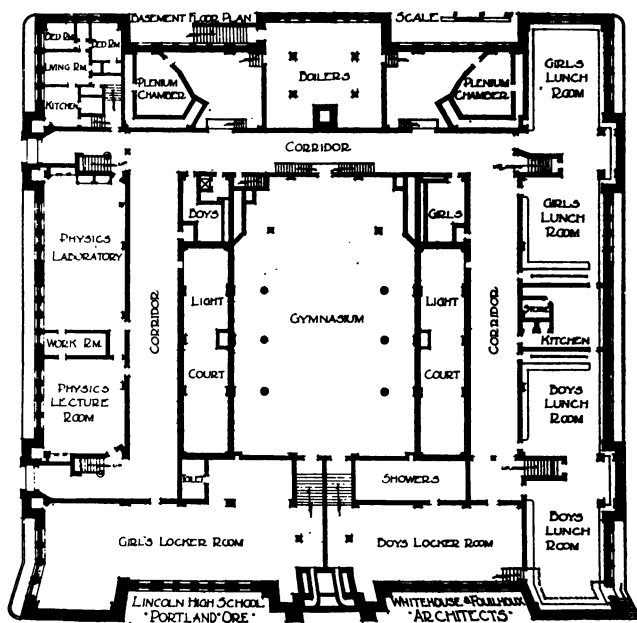 BASEMENT FLOOR PLAN
SCALE
BED RM.
BED RM.
LIVING RM.
KITCHEN
PLENIUM
CHAMBER
BOILERS
PLENIUM
CHAMBER
GIRLS
LUNCH
ROOM
CORRIDOR
BOYS
GIRLS
GIRLS
LUNCH
ROOM
PHYSICS
LABORATORY
CORRIDOR
LIGHT
COURT
GYMNASIUM
LIGHT
COURT
CORRIDOR
STORE
KITCHEN
WORK RM.
PHYSICS
LECTURE
ROOM
BOYS
LUNCH
ROOM
TOILET
SHOWERS
GIRL'S LOCKER ROOM
BOYS LOCKER ROOM
BOYS
LUNCH
ROOM
LINCOLN HIGH SCHOOL
"PORTLAND" ORE"
WHITEHOUSE & FOUILHOUX
"ARCHITECTS"